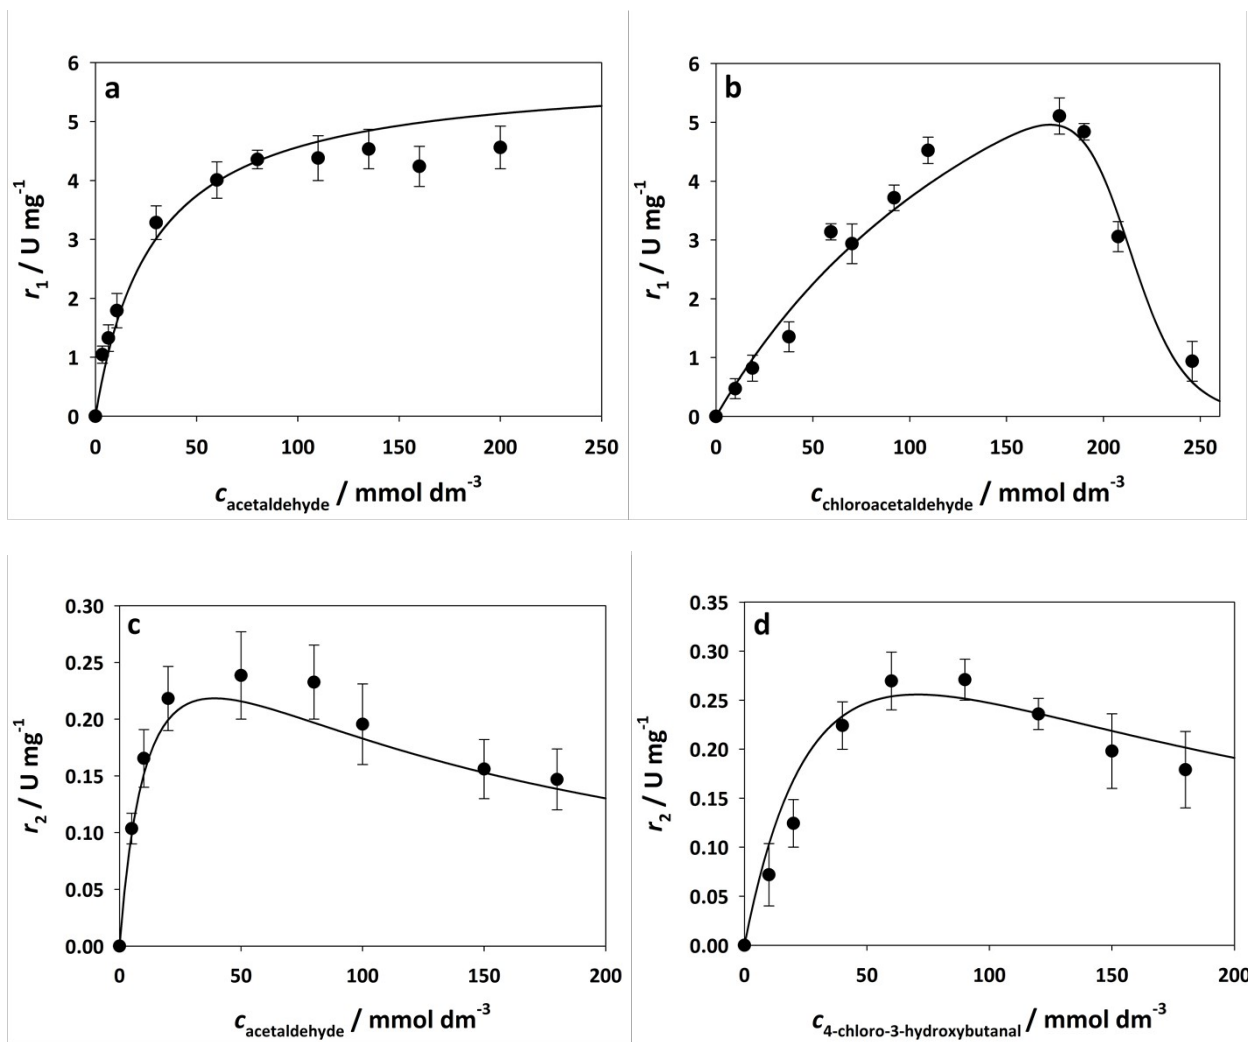 a
6
5
4
3
2
1
0
r1 / U mg-1
0 50 100 150 200 250
cacetaldehyde / mmol dm-3
b
6
5
4
3
2
1
0
r1 / U mg-1
0 50 100 150 200 250
cchloroacetaldehyde / mmol dm-3
c
0.30
0.25
0.20
0.15
0.10
0.05
0.00
r2 / U mg-1
0 50 100 150 200
cacetaldehyde / mmol dm-3
d
0.35
0.30
0.25
0.20
0.15
0.10
0.05
0.00
r2 / U mg-1
0 50 100 150 200
c4-chloro-3-hydroxybutanal / mmol dm-3